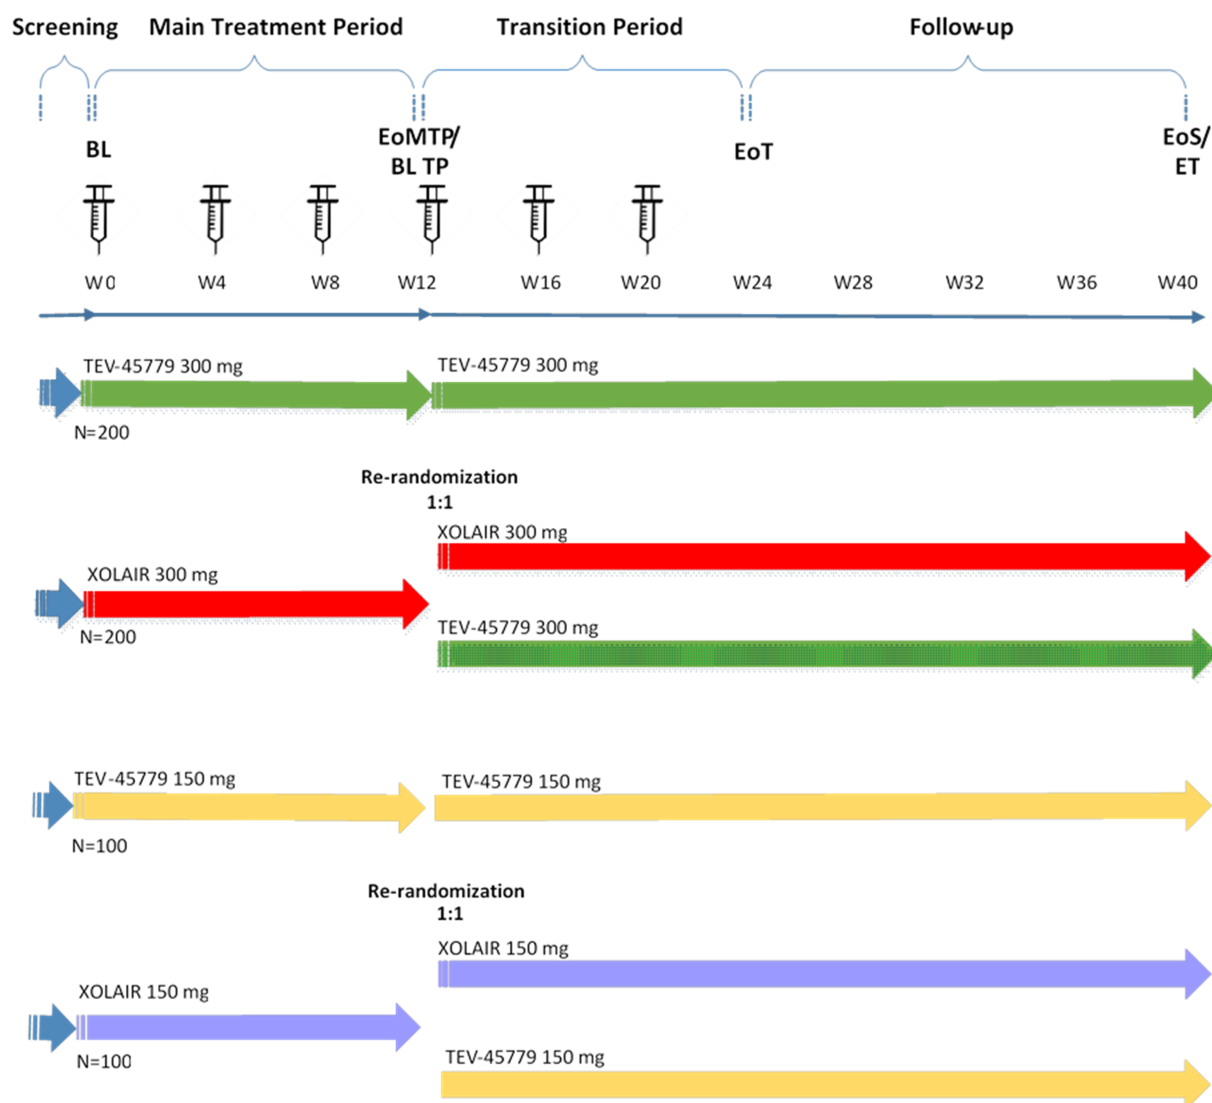 Screening Main Treatment Period Transition Period Follow-up
BL EoMTP/ BL TP EoT EoS/ ET
W0 W4 W8 W12 W16 W20 W24 W28 W32 W36 W40
TEV-45779 300 mg TEV-45779 300 mg
N=200
Re-randomization
1:1
XOLAIR 300 mg
XOLAIR 300 mg
N=200
TEV-45779 300 mg
TEV-45779 150 mg TEV-45779 150 mg
N=100
Re-randomization
1:1
XOLAIR 150 mg
XOLAIR 150 mg
N=100
TEV-45779 150 mg